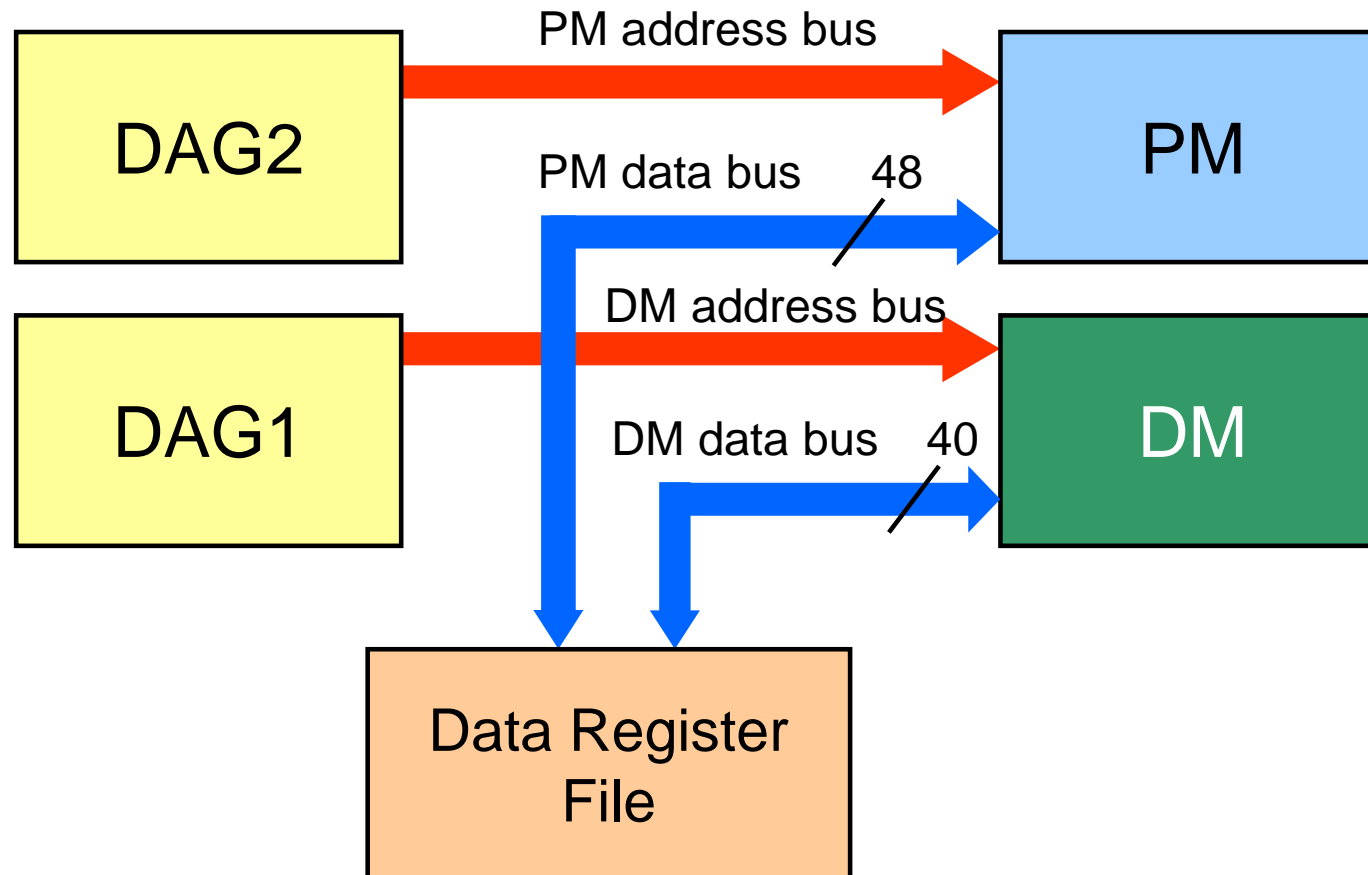 PM address bus
DAG2
PM
PM data bus 48
DM address bus
DAG1
DM
DM data bus 40
Data Register
File